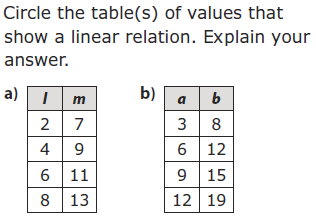 Circle the table(s) of values that
show a linear relation. Explain your
answer.
a) l m b) a b
2 7 3 8
4 9 6 12
6 11 9 15
8 13 12 19